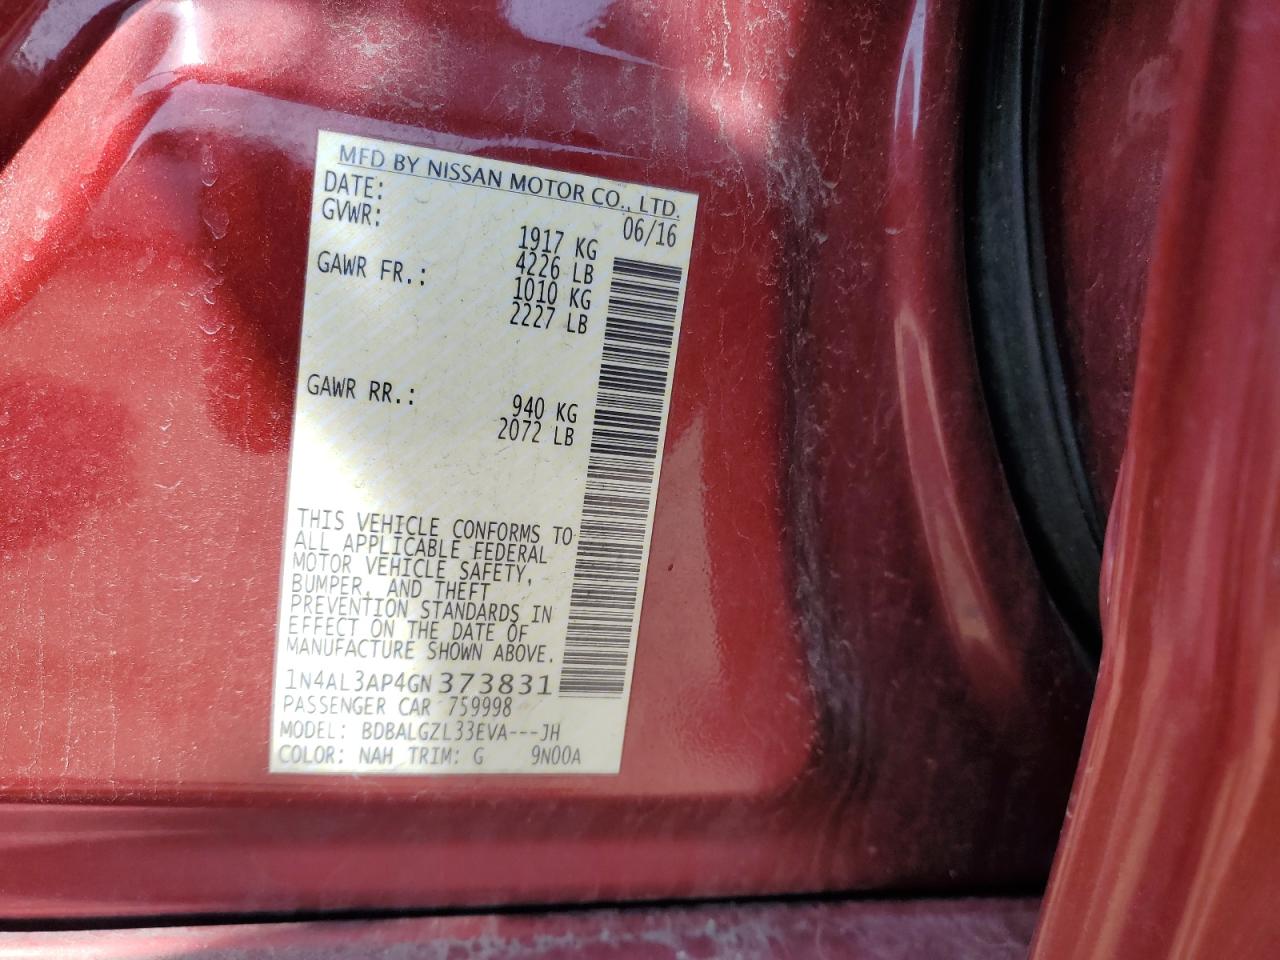 MFD BY NISSAN MOTOR CO., LTD.
DATE: 06/16
GVWR: 1917 KG
4226 LB
GAWR FR.: 1010 KG
2227 LB
GAWR RR.: 940 KG
2072 LB
THIS VEHICLE CONFORMS TO
ALL APPLICABLE FEDERAL
MOTOR VEHICLE SAFETY,
BUMPER, AND THEFT
PREVENTION STANDARDS IN
EFFECT ON THE DATE OF
MANUFACTURE SHOWN ABOVE.
1N4AL3AP4GN373831
PASSENGER CAR 759998
MODEL: BDBALGZL33EVA---JH
COLOR: NAH TRIM: G 9N00A